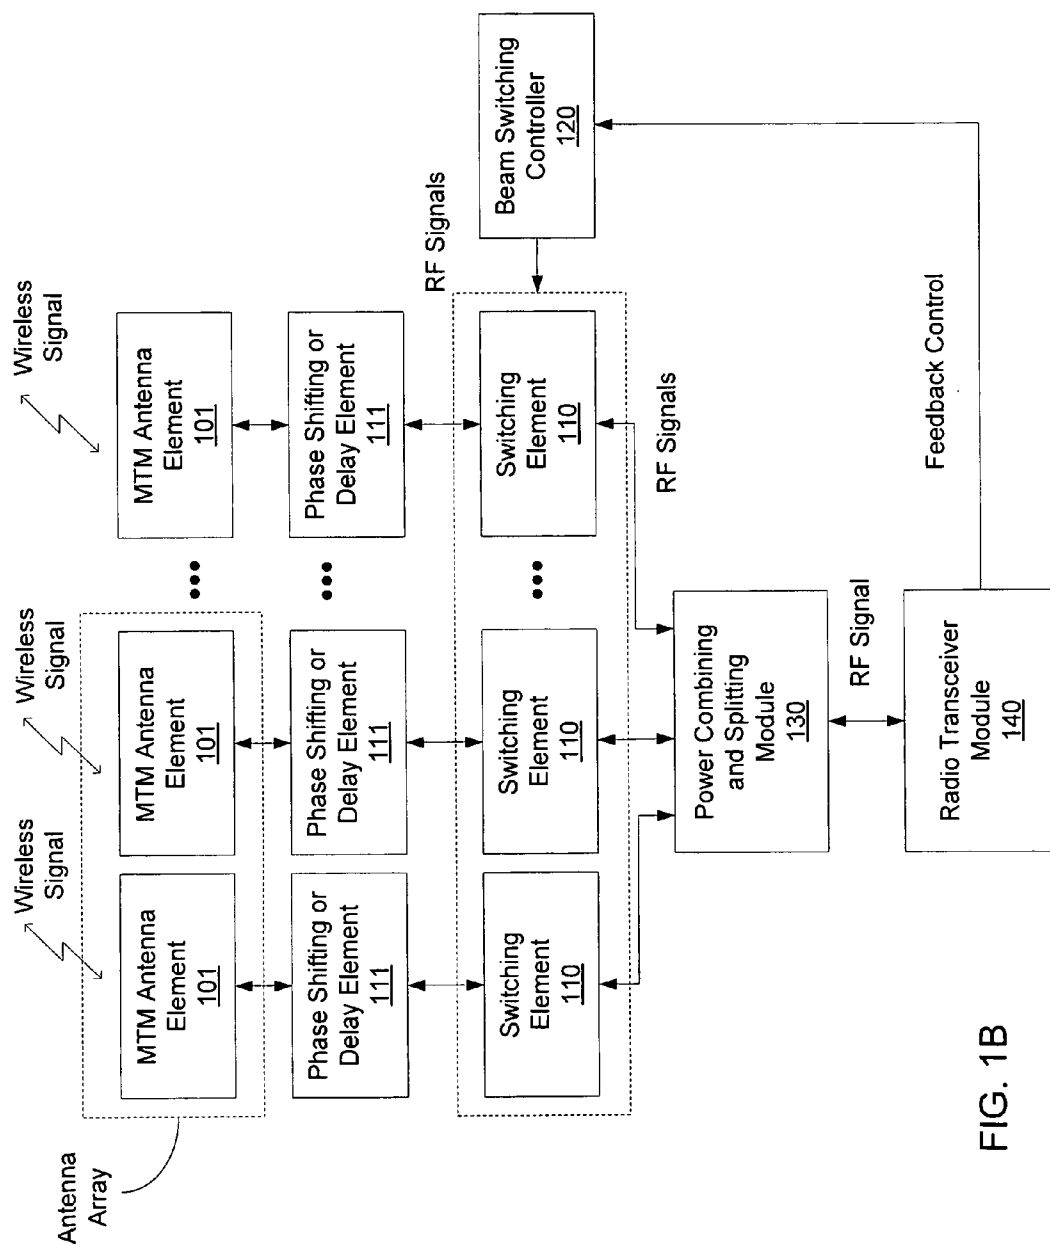 Antenna
Array
Wireless
Signal
Wireless
Signal
Wireless
Signal
MTM Antenna
Element
101
MTM Antenna
Element
101
•••
MTM Antenna
Element
101
Phase Shifting or
Delay Element
111
Phase Shifting or
Delay Element
111
•••
Phase Shifting or
Delay Element
111
RF Signals
Switching
Element
110
Switching
Element
110
•••
Switching
Element
110
Beam Switching
Controller
120
RF Signals
Power Combining
and Splitting
Module
130
RF Signal
Feedback Control
Radio Transceiver
Module
140
FIG. 1B